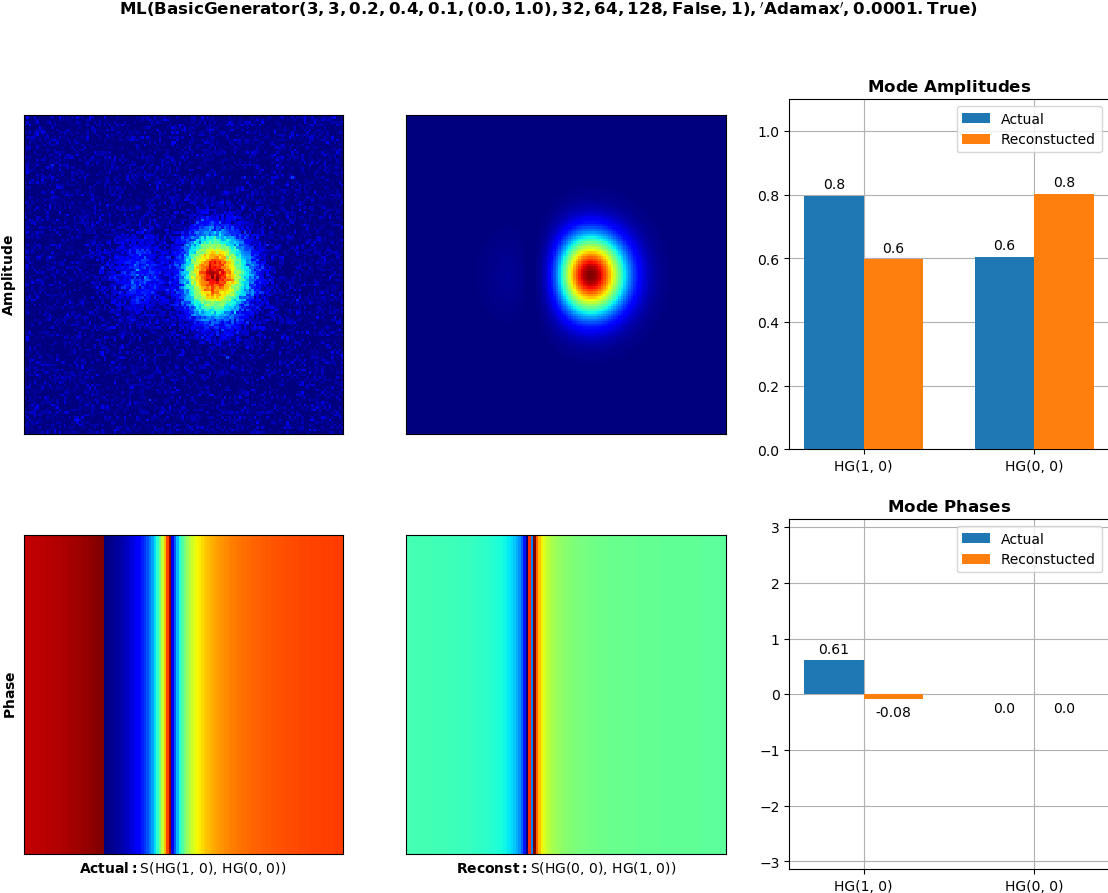 ML(BasicGenerator(3, 3, 0.2, 0.4, 0.1, (0.0, 1.0), 32, 64, 128, False, 1), 'Adamax', 0.0001. True)
Amplitude
Mode Amplitudes
Actual
Reconstucted
1.0
0.8
0.6
0.4
0.2
0.0
0.8
0.6
0.6
0.8
HG(1, 0)
HG(0, 0)
Phase
Actual: S(HG(1, 0), HG(0, 0))
Reconst: S(HG(0, 0), HG(1, 0))
Mode Phases
Actual
Reconstucted
3
2
1
0
−1
−2
−3
0.61
-0.08
0.0
0.0
HG(1, 0)
HG(0, 0)